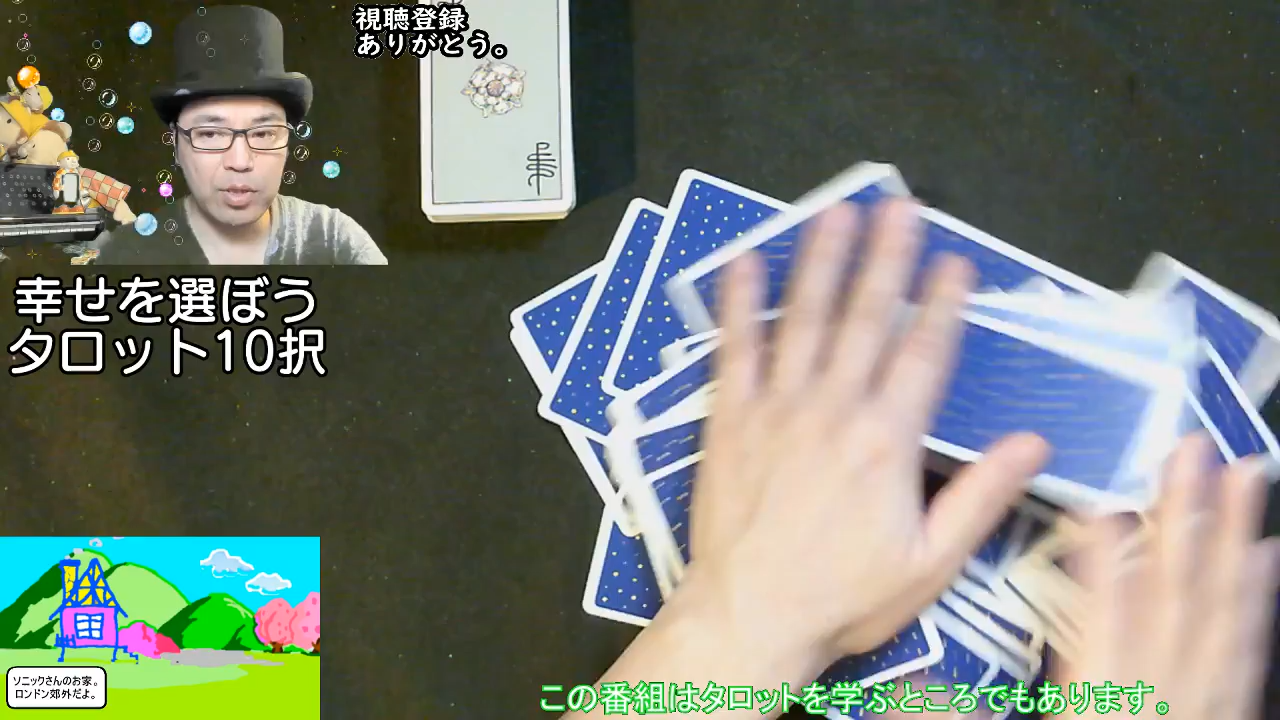 視聴登録
ありがとう。
幸せを選ぼう
タロット10択
ソニックさんのお家。
ロンドン郊外だよ。
この番組はタロットを学ぶところでもあります。